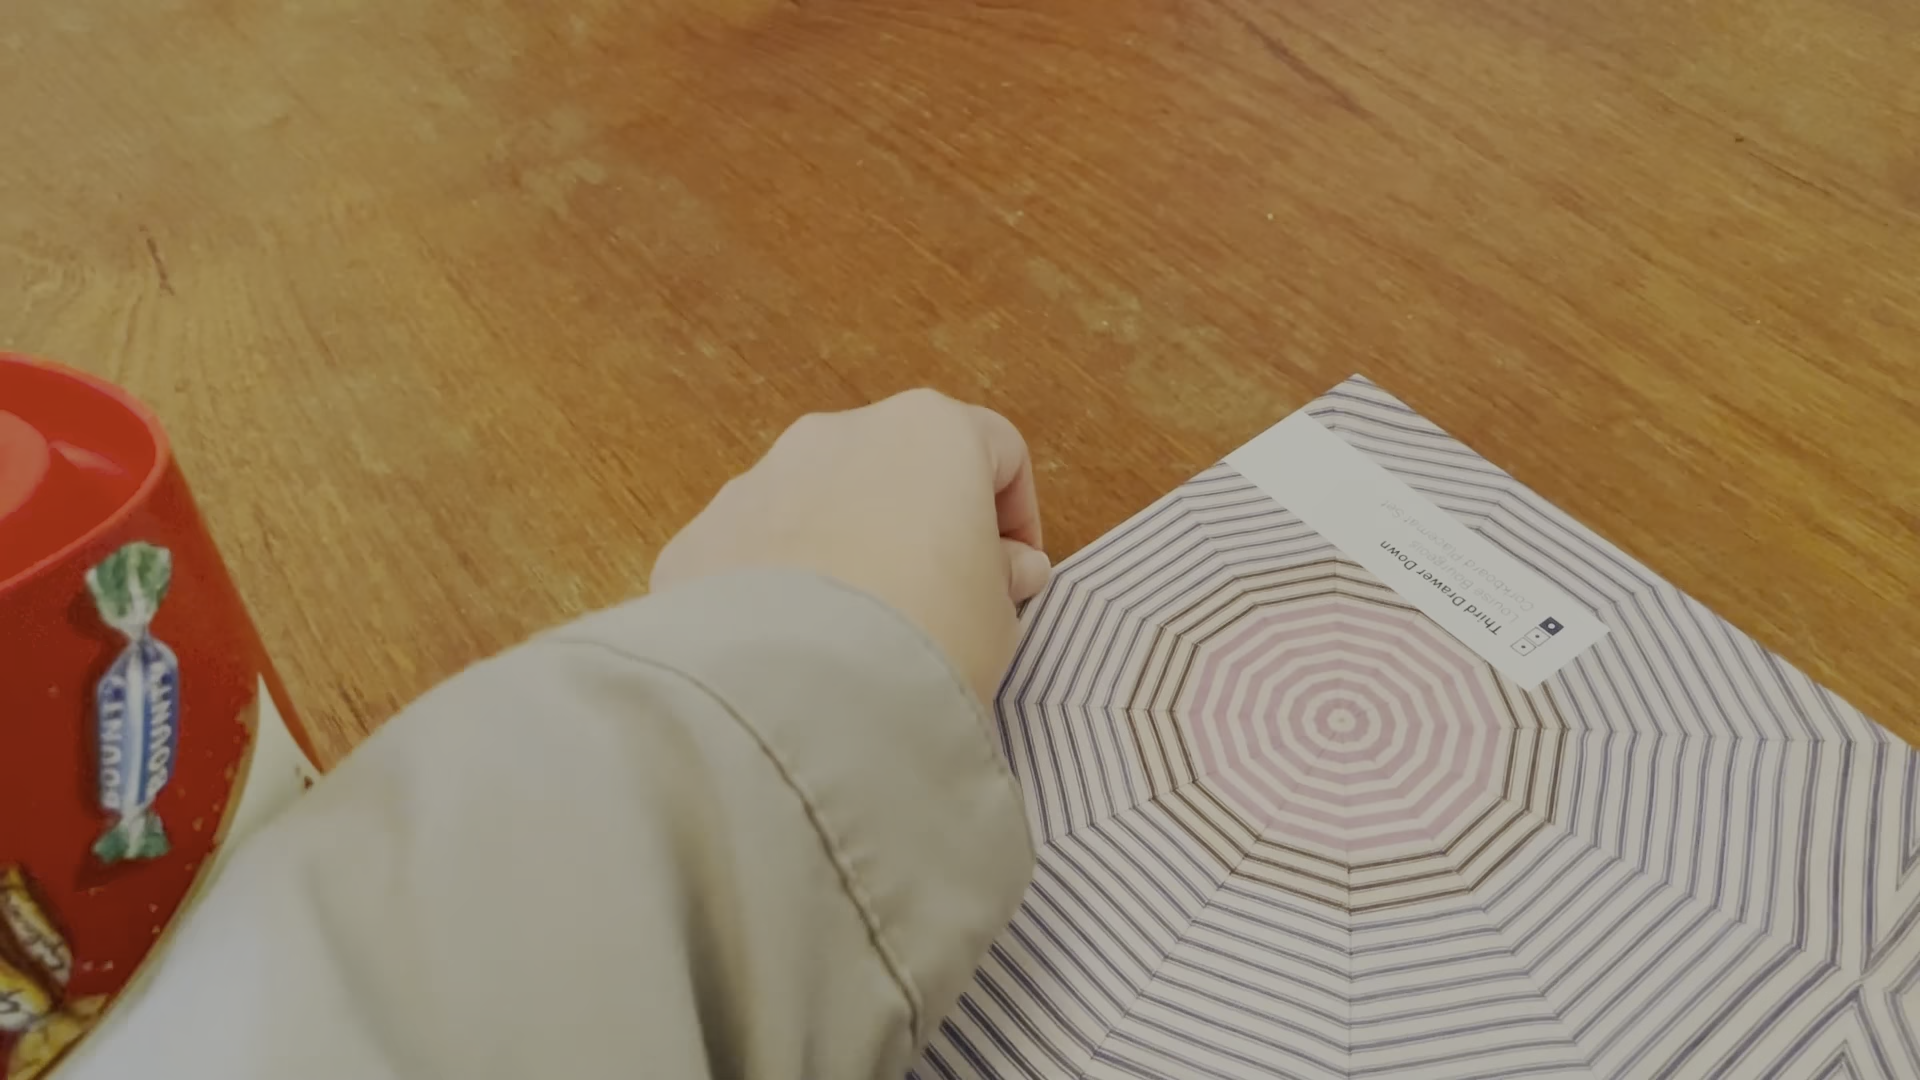 BOUNTY
BOUNTY
Third Drawer Down
Louise Bourgeois
Corkboard Placemat Set